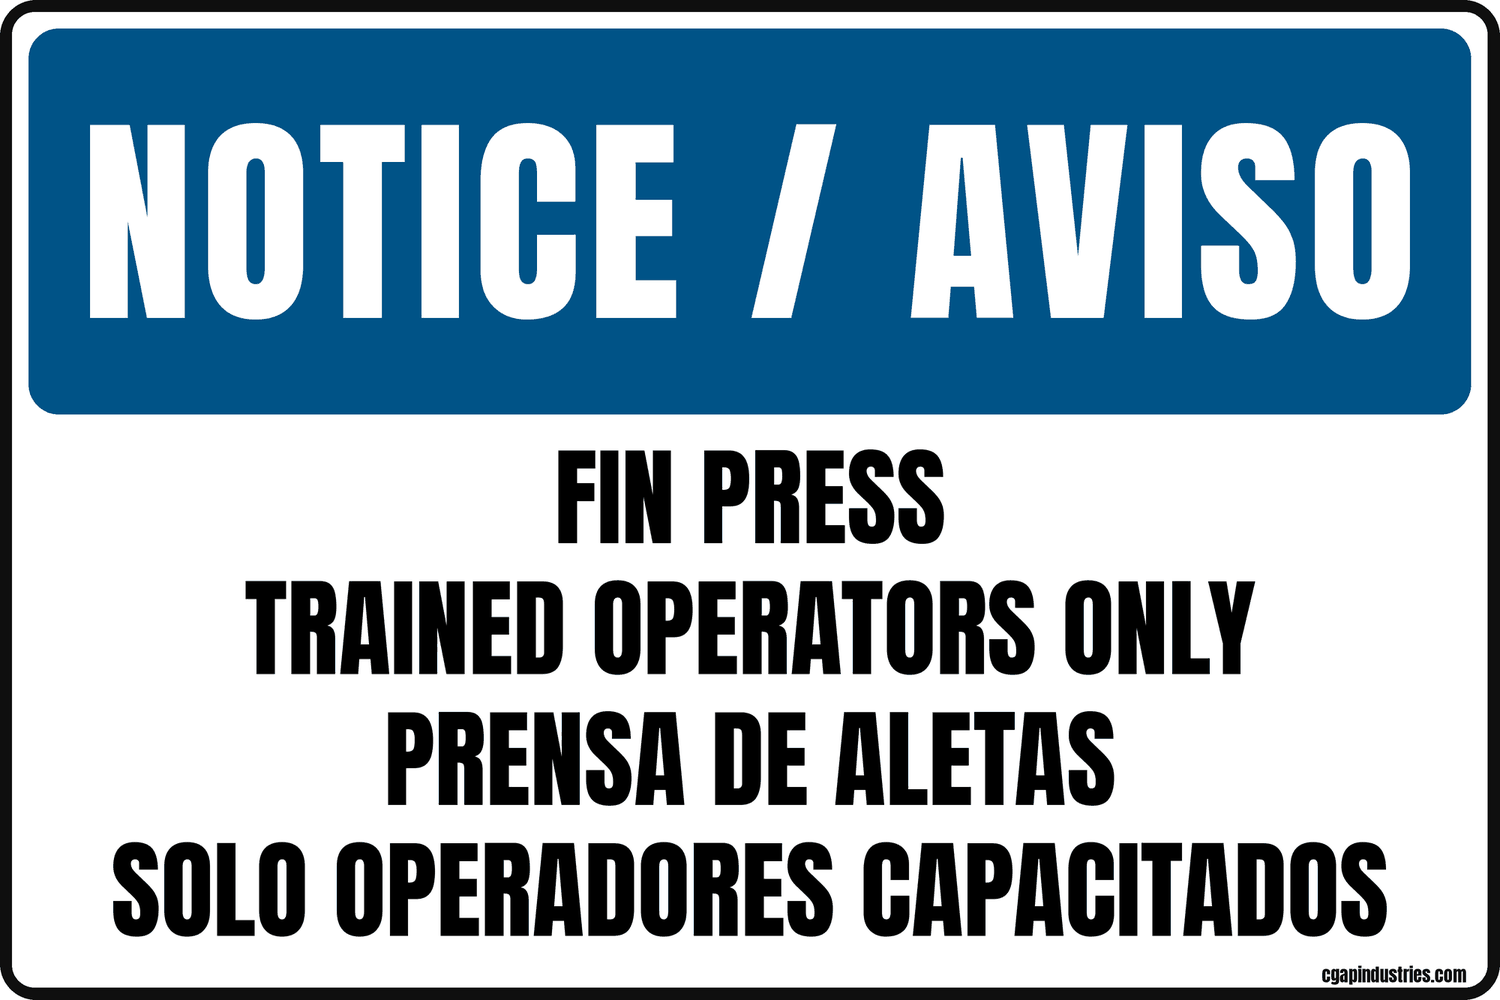 NOTICE / AVISO
FIN PRESS
TRAINED OPERATORS ONLY
PRENSA DE ALETAS
SOLO OPERADORES CAPACITADOS
cgapindustries.com